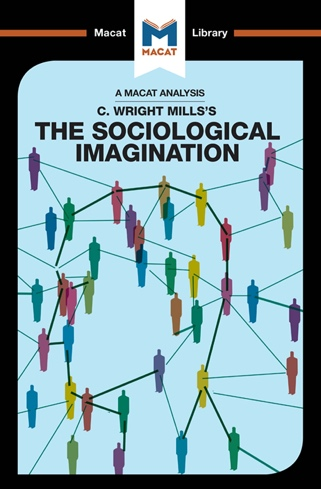 Macat
Library
MACAT
A MACAT ANALYSIS
C. WRIGHT MILLS'S
THE SOCIOLOGICAL
IMAGINATION